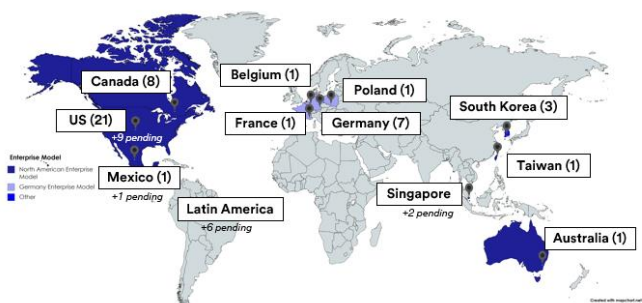 Canada (8)
Belgium (1)
Poland (1)
US (21)
+9 pending
France (1)
Germany (7)
South Korea (3)
Enterprise Model
North American Enterprise
Model
Germany Enterprise Model
Other
Mexico (1)
+1 pending
Taiwan (1)
Singapore
+2 pending
Latin America
+6 pending
Australia (1)
Created with mapchart.net